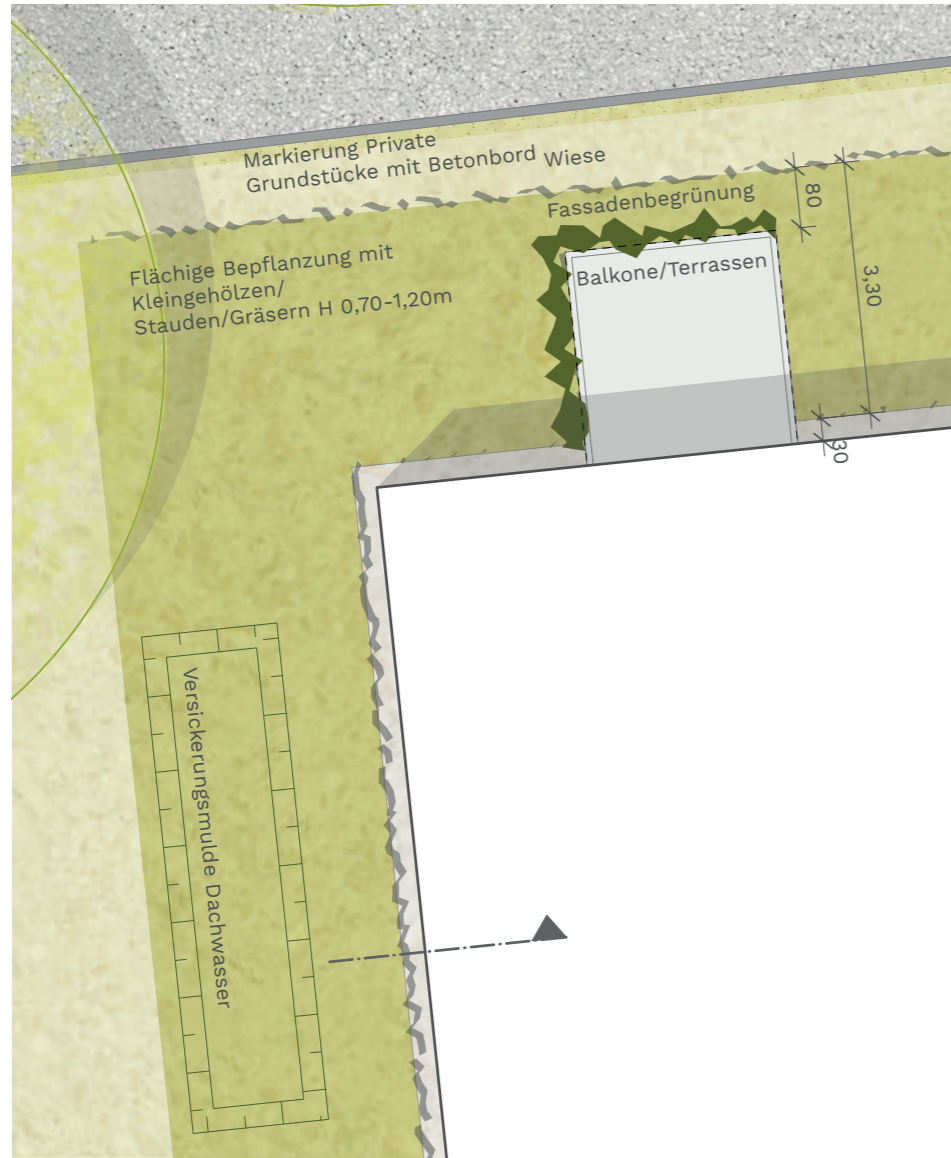 Markierung Private
Grundstücke mit Betonbord
Wiese
Fassadenbegrünung
80
Flächige Bepflanzung mit
Kleingehölzen/
Stauden/Gräsern H 0,70-1,20m
Balkone/Terrassen
3,30
30
Versickerungsmulde Dachwasser